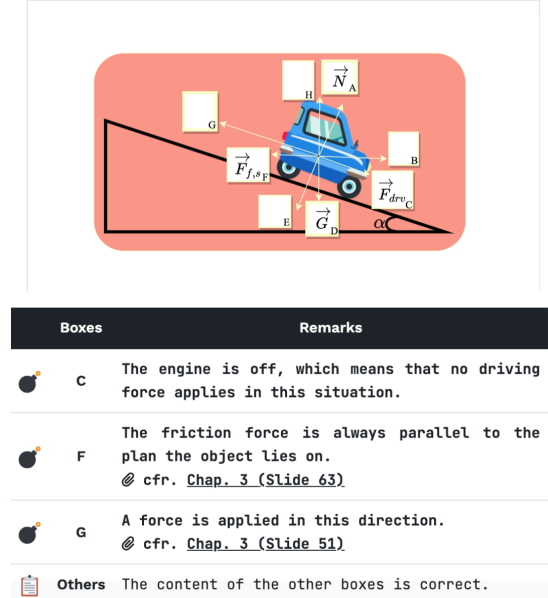 H
N⃗ A
G
B
F⃗f,s F
F⃗drv C
E
G⃗ D
α
Boxes Remarks
C The engine is off, which means that no driving
force applies in this situation.
F The friction force is always parallel to the
plan the object lies on.
cfr. Chap. 3 (Slide 63)
G A force is applied in this direction.
cfr. Chap. 3 (Slide 51)
Others The content of the other boxes is correct.